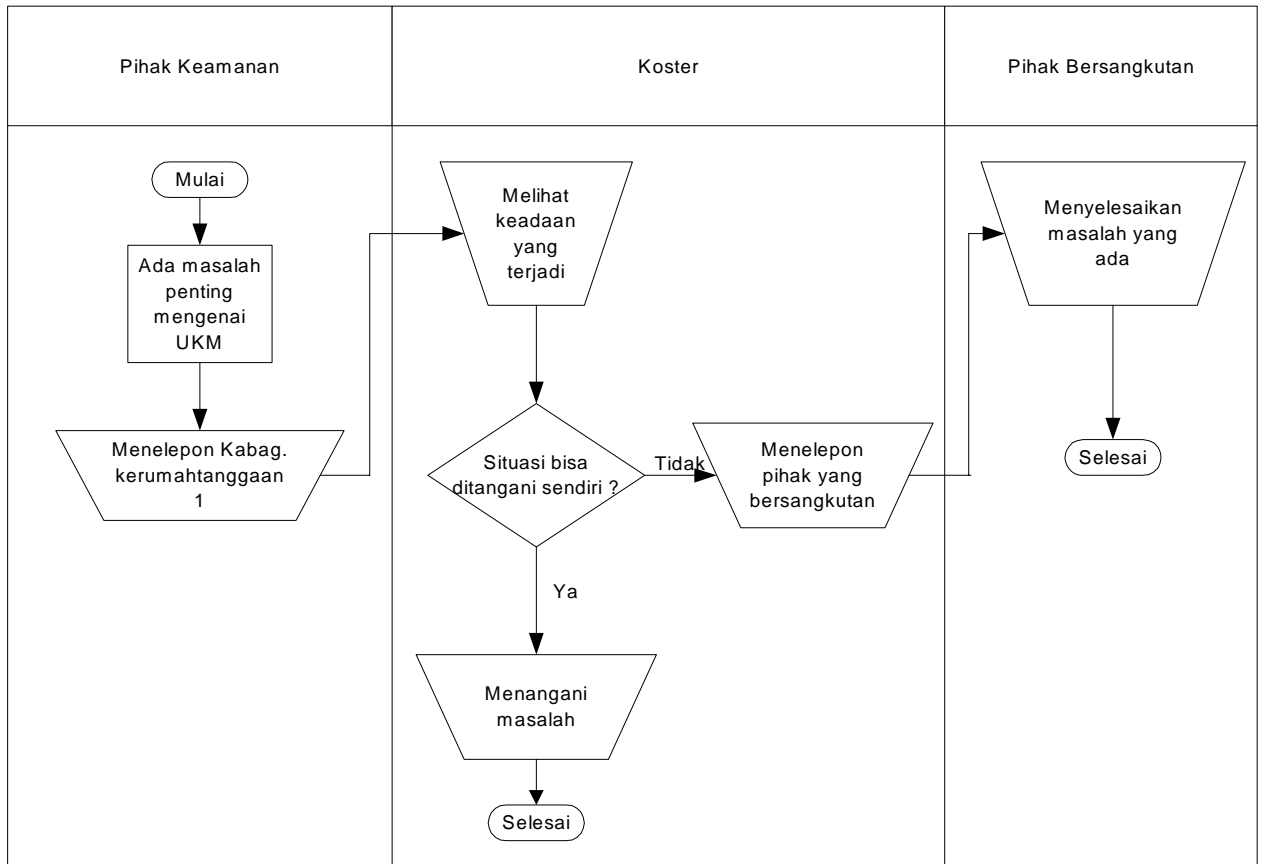 Pihak Keamanan
Koster
Pihak Bersangkutan
Mulai
Ada masalah
penting
mengenai
UKM
Menelepon Kabag.
kerumahtanggaan
1
Melihat
keadaan
yang
terjadi
Situasi bisa
ditangani sendiri ?
Tidak
Menelepon
pihak yang
bersangkutan
Ya
Menangani
masalah
Selesai
Menyelesaikan
masalah yang
ada
Selesai